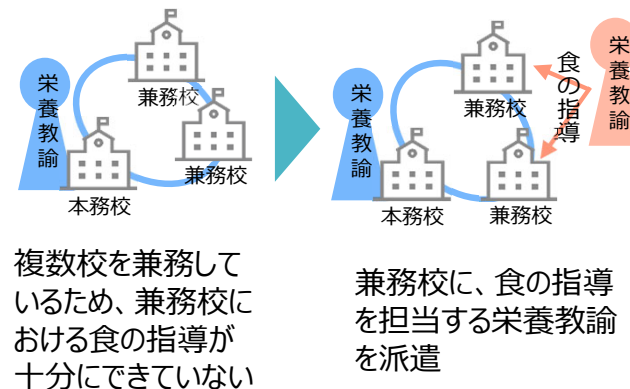 兼務校
栄養教諭
兼務校
本務校
複数校を兼務して
いるため、兼務校に
おける食の指導が
十分にできていない
栄養教諭
食の指導
栄養教諭
兼務校
本務校
兼務校
兼務校に、食の指導
を担当する栄養教諭
を派遣